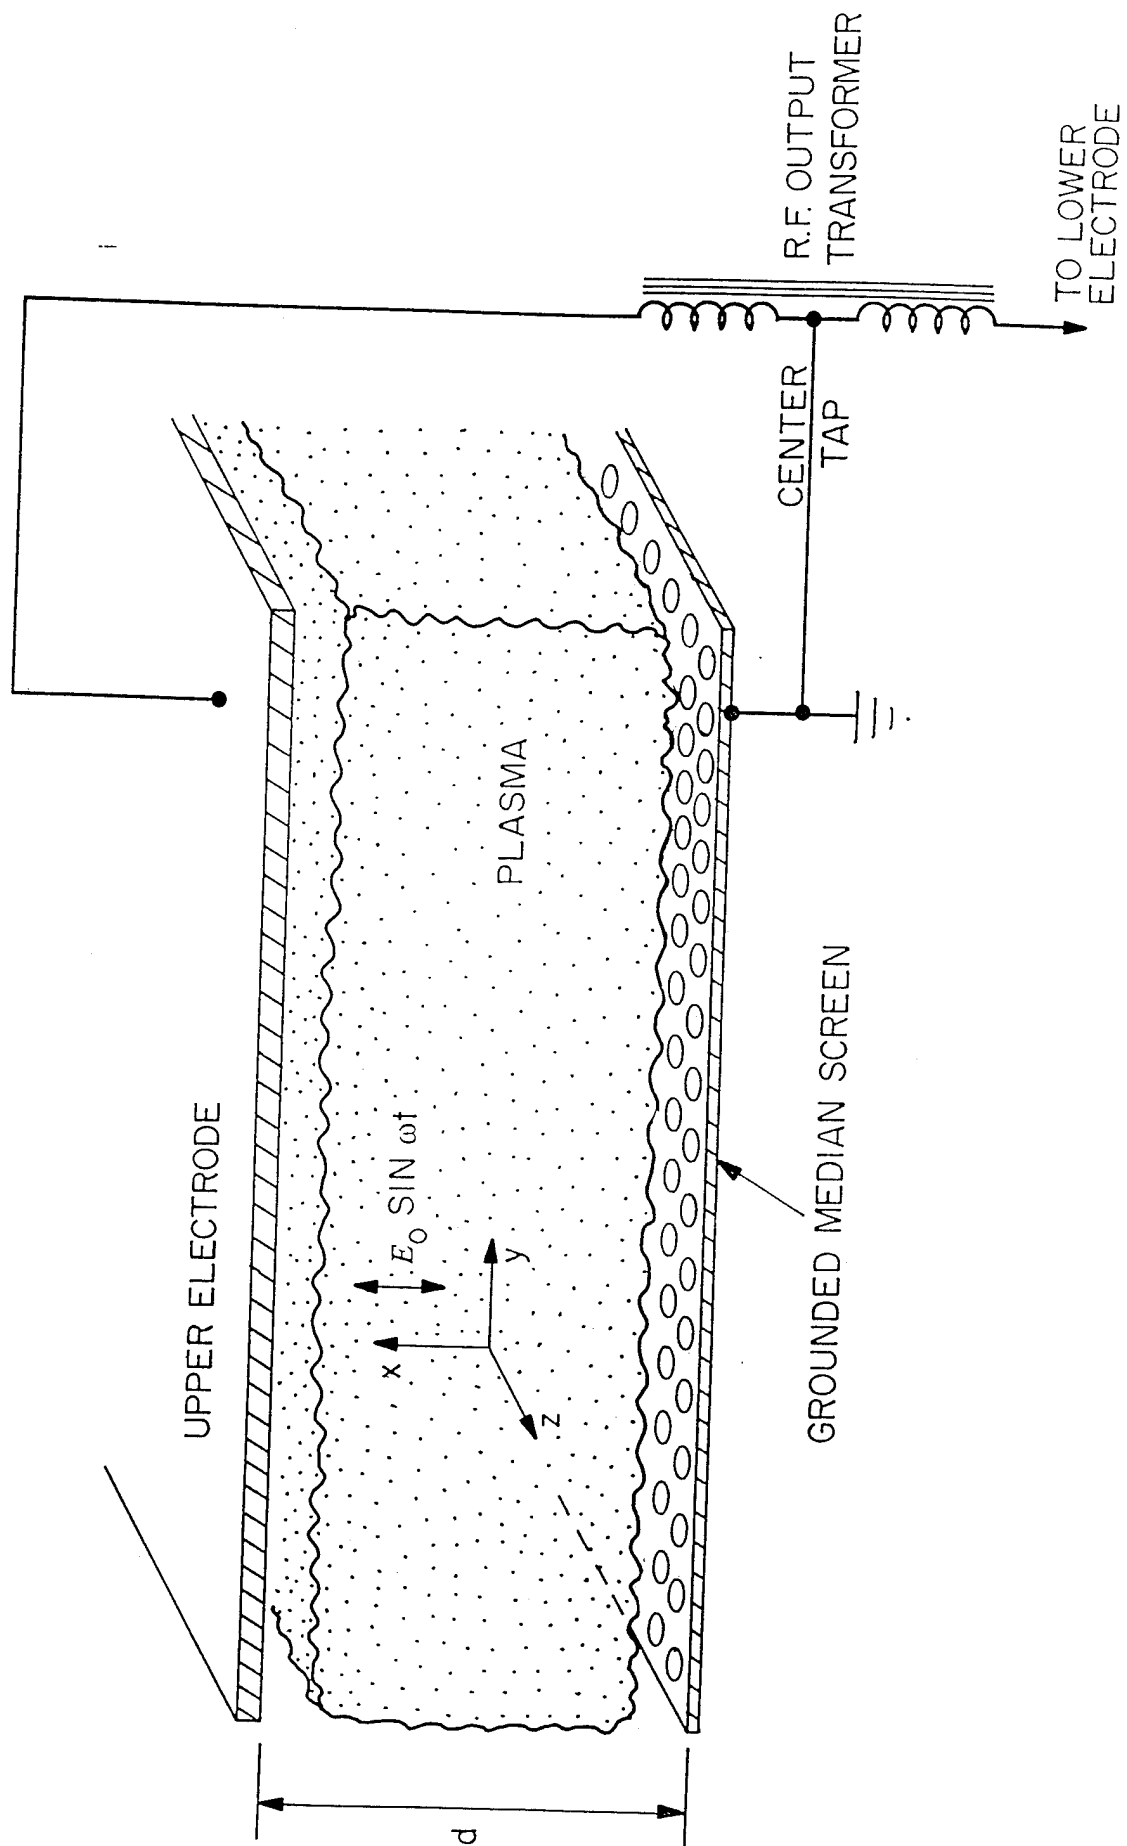 UPPER ELECTRODE
E₀ SIN ωt
x
y
z
PLASMA
d
GROUNDED MEDIAN SCREEN
CENTER
TAP
R.F. OUTPUT
TRANSFORMER
TO LOWER
ELECTRODE